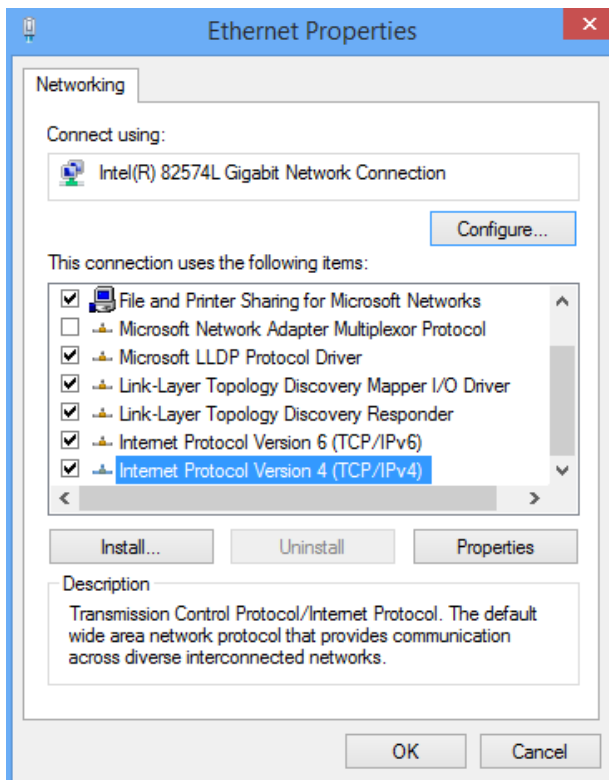 Ethernet Properties
Networking
Connect using:
Intel(R) 82574L Gigabit Network Connection
Configure...
This connection uses the following items:
File and Printer Sharing for Microsoft Networks
Microsoft Network Adapter Multiplexor Protocol
Microsoft LLDP Protocol Driver
Link-Layer Topology Discovery Mapper I/O Driver
Link-Layer Topology Discovery Responder
Internet Protocol Version 6 (TCP/IPv6)
Internet Protocol Version 4 (TCP/IPv4)
Install... Uninstall Properties
Description
Transmission Control Protocol/Internet Protocol. The default
wide area network protocol that provides communication
across diverse interconnected networks.
OK Cancel